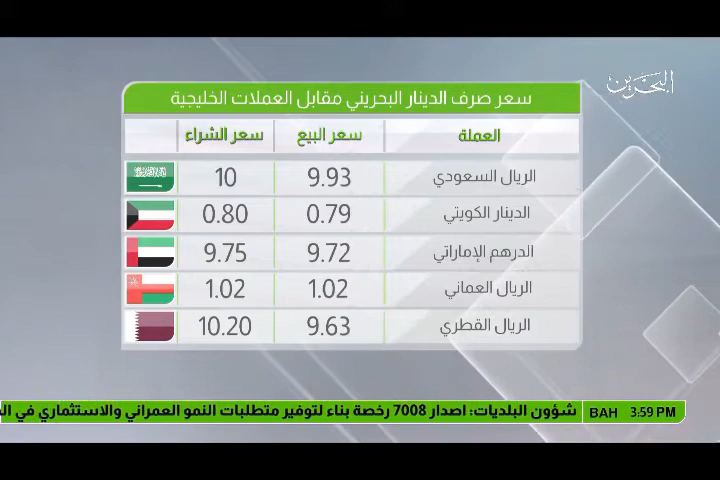 البحرين
سعر صرف الدينار البحريني مقابل العملات الخليجية
العملة سعر البيع سعر الشراء
الريال السعودي 9.93 10
الدينار الكويتي 0.79 0.80
الدرهم الإماراتي 9.72 9.75
الريال العماني 1.02 1.02
الريال القطري 9.63 10.20
3:59 PM BAH شؤون البلديات: اصدار 7008 رخصة بناء لتوفير متطلبات النمو العمراني والاستثماري في